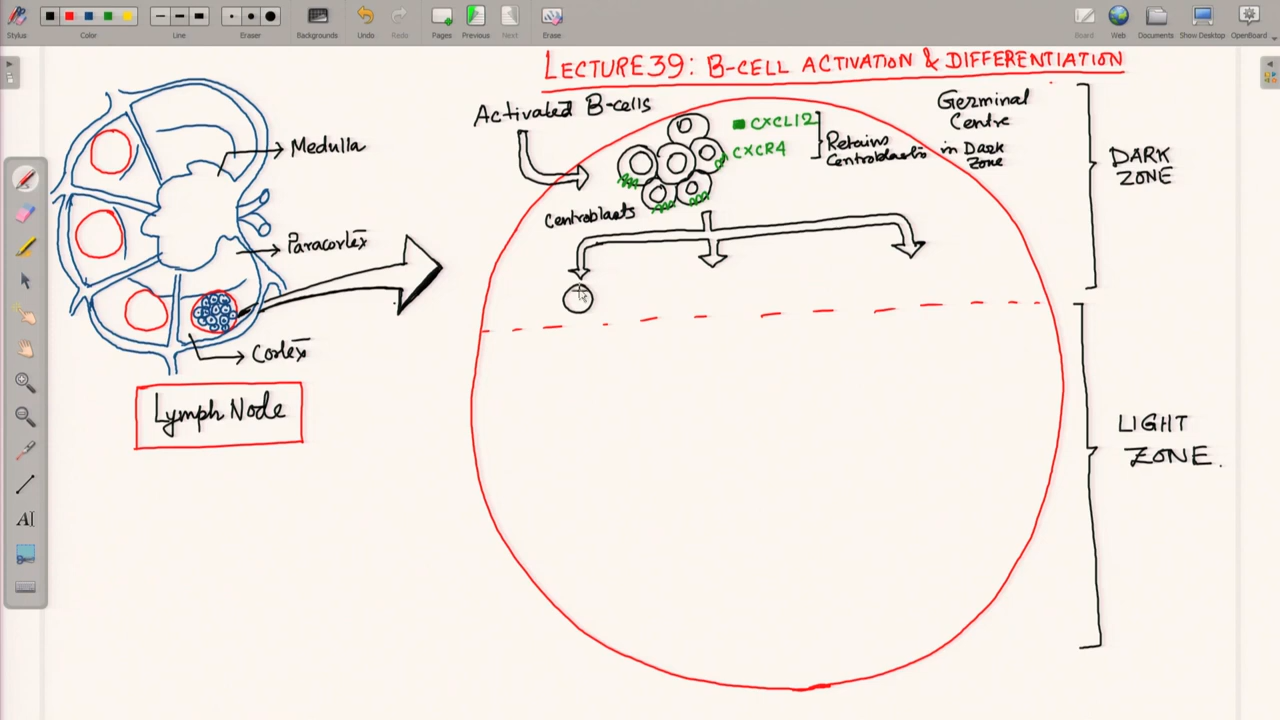 Stylus
Color
Line
Eraser
Backgrounds
Undo
Redo
Pages
Previous
Next
Erase
Board
Web
Documents
Show Desktop
OpenBoard
LECTURE 39: B-CELL ACTIVATION & DIFFERENTIATION
Activated B-cells
CXCL12
CXCR4
Retains
Centroblasts
Germinal
Centre
in Dark
Zone
DARK
ZONE
Centroblasts
Medulla
Paracortex
Cortex
Lymph Node
LIGHT
ZONE.
AI